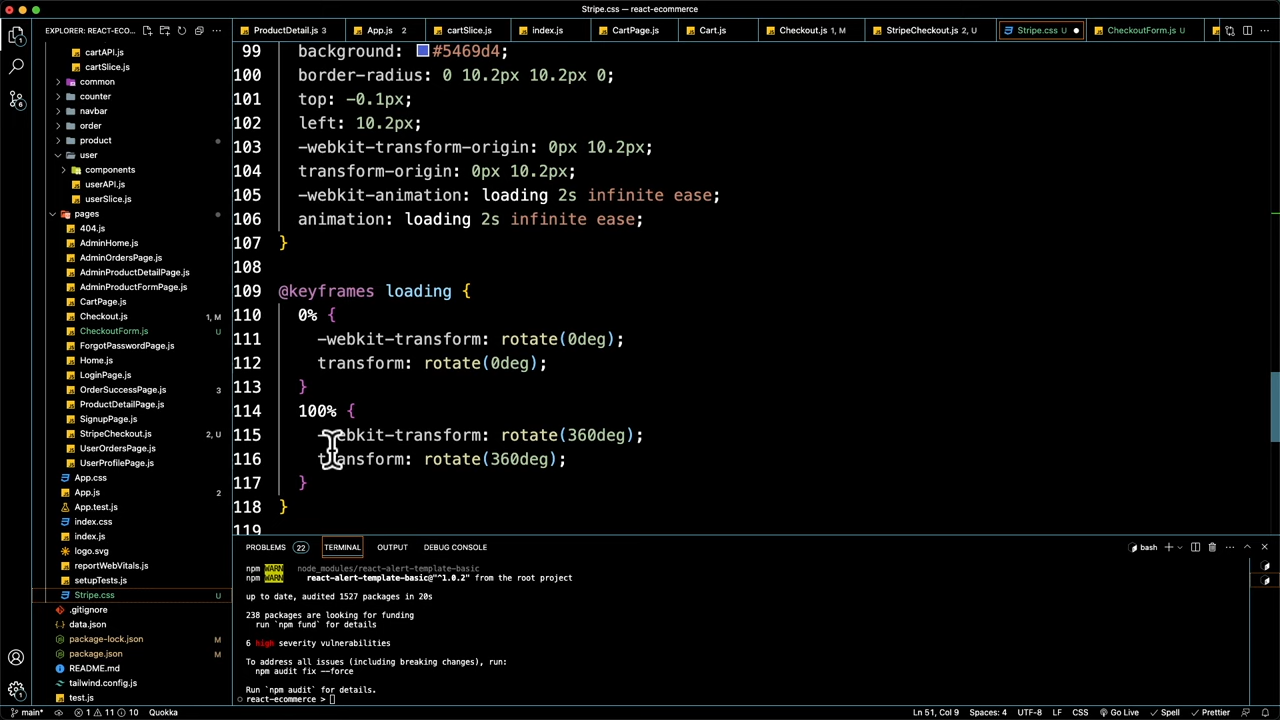 Stripe.css — react-ecommerce
EXPLORER: REACT-ECO...
ProductDetail.js 3
App.js 2
cartSlice.js
index.js
CartPage.js
Cart.js
Checkout.js 1, M
StripeCheckout.js 2, U
Stripe.css U
CheckoutForm.js U
cartAPI.js
cartSlice.js
common
counter
navbar
order
product
user
components
userAPI.js
userSlice.js
pages
404.js
AdminHome.js
AdminOrdersPage.js
AdminProductDetailPage.js
AdminProductFormPage.js
CartPage.js
Checkout.js 1, M
CheckoutForm.js U
ForgotPasswordPage.js
Home.js
LoginPage.js
OrderSuccessPage.js 3
ProductDetailPage.js
SignupPage.js
StripeCheckout.js 2, U
UserOrdersPage.js
UserProfilePage.js
App.css
App.js 2
App.test.js
index.css
index.js
logo.svg
reportWebVitals.js
setupTests.js
Stripe.css U
.gitignore
data.json
package-lock.json M
package.json M
README.md
tailwind.config.js
test.js
99 background: #5469d4;
100 border-radius: 0 10.2px 10.2px 0;
101 top: -0.1px;
102 left: 10.2px;
103 -webkit-transform-origin: 0px 10.2px;
104 transform-origin: 0px 10.2px;
105 -webkit-animation: loading 2s infinite ease;
106 animation: loading 2s infinite ease;
107 }
108
109 @keyframes loading {
110 0% {
111 -webkit-transform: rotate(0deg);
112 transform: rotate(0deg);
113 }
114 100% {
115 -webkit-transform: rotate(360deg);
116 transform: rotate(360deg);
117 }
118 }
119
PROBLEMS 22 TERMINAL OUTPUT DEBUG CONSOLE
bash
npm WARN node_modules/react-alert-template-basic
npm WARN react-alert-template-basic@"^1.0.2" from the root project
up to date, audited 1527 packages in 20s
238 packages are looking for funding
run `npm fund` for details
6 high severity vulnerabilities
To address all issues (including breaking changes), run:
npm audit fix --force
Run `npm audit` for details.
react-ecommerce >
main* 1 11 10 Quokka
Ln 51, Col 9 Spaces: 4 UTF-8 LF CSS Go Live Spell Prettier